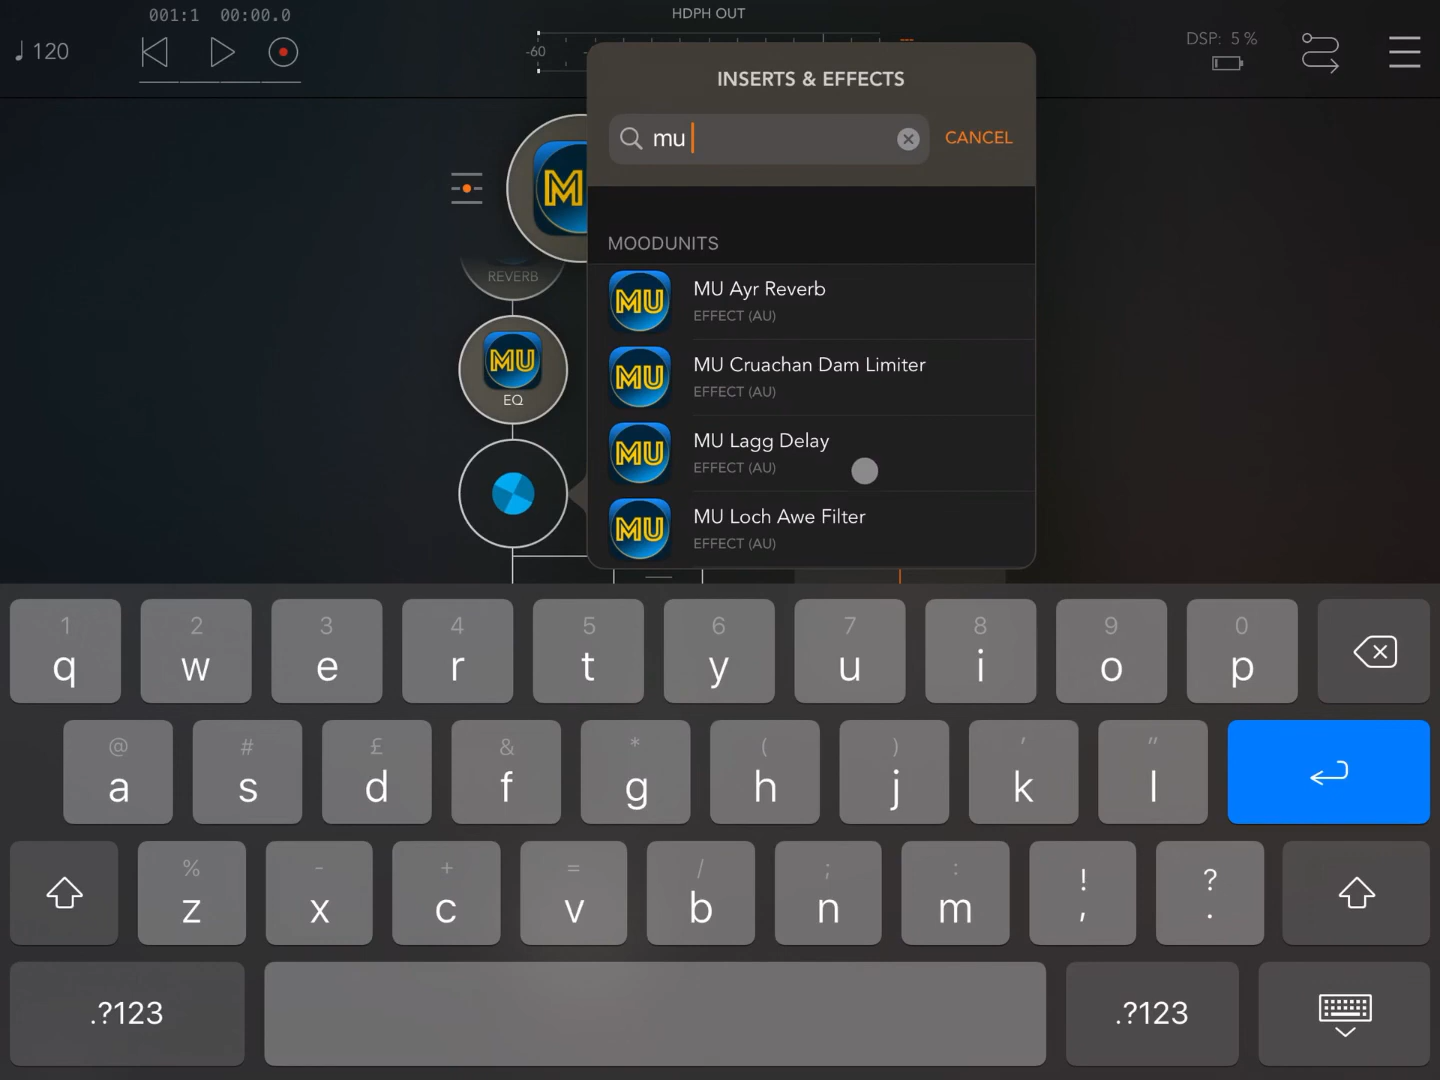 001:1 00:00.0
HDPH OUT
120
-60
DSP: 5 %
INSERTS & EFFECTS
mu
CANCEL
M
REVERB
MU
EQ
MOODUNITS
MU
MU Ayr Reverb
EFFECT (AU)
MU
MU Cruachan Dam Limiter
EFFECT (AU)
MU
MU Lagg Delay
EFFECT (AU)
MU
MU Loch Awe Filter
EFFECT (AU)
1 2 3 4 5 6 7 8 9 0
q w e r t y u i o p
@ # £ & * ( ) ' "
a s d f g h j k l
% - + = / ; : ! ?
z x c v b n m , .
.?123 .?123